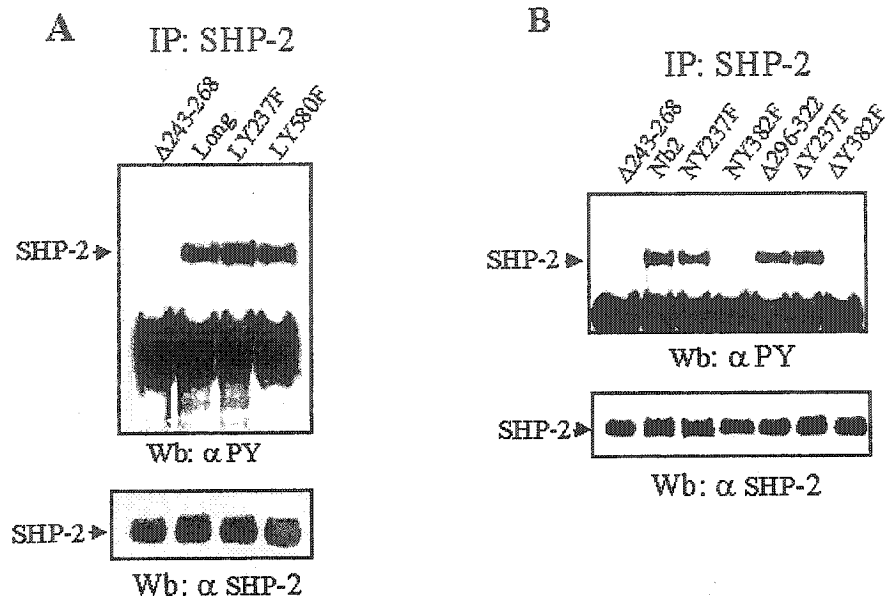 A
IP: SHP-2
Δ243-268
Long
LY237F
LY580F
SHP-2
Wb: α PY
SHP-2
Wb: α SHP-2
B
IP: SHP-2
Δ243-268
Nb2
NY237F
NY382F
Δ296-322
ΔY237F
ΔY382F
SHP-2
Wb: α PY
SHP-2
Wb: α SHP-2